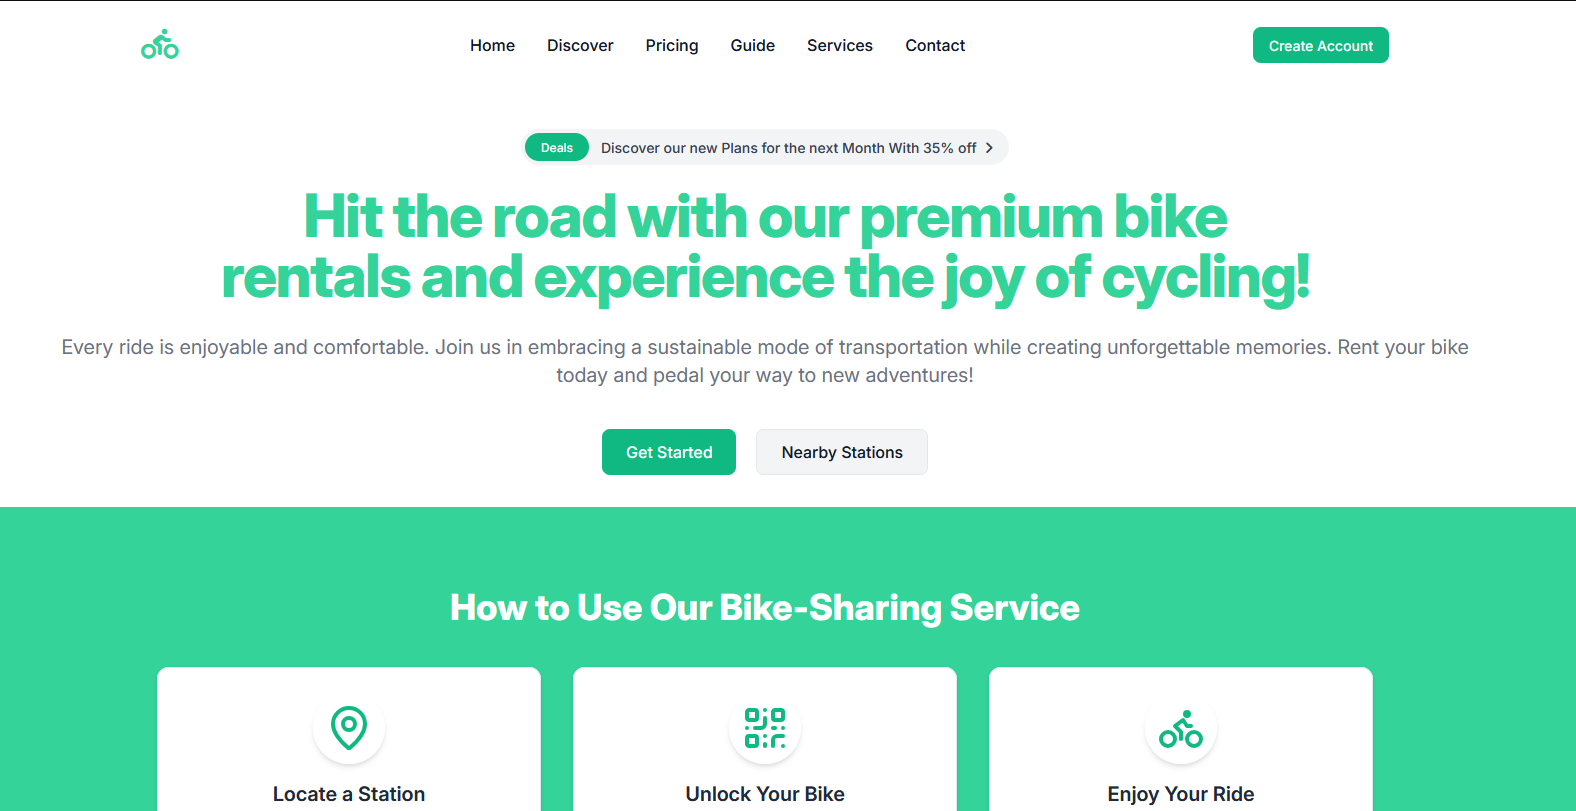 Home Discover Pricing Guide Services Contact Create Account
Deals Discover our new Plans for the next Month With 35% off
Hit the road with our premium bike
rentals and experience the joy of cycling!
Every ride is enjoyable and comfortable. Join us in embracing a sustainable mode of transportation while creating unforgettable memories. Rent your bike
today and pedal your way to new adventures!
Get Started Nearby Stations
How to Use Our Bike-Sharing Service
Locate a Station Unlock Your Bike Enjoy Your Ride